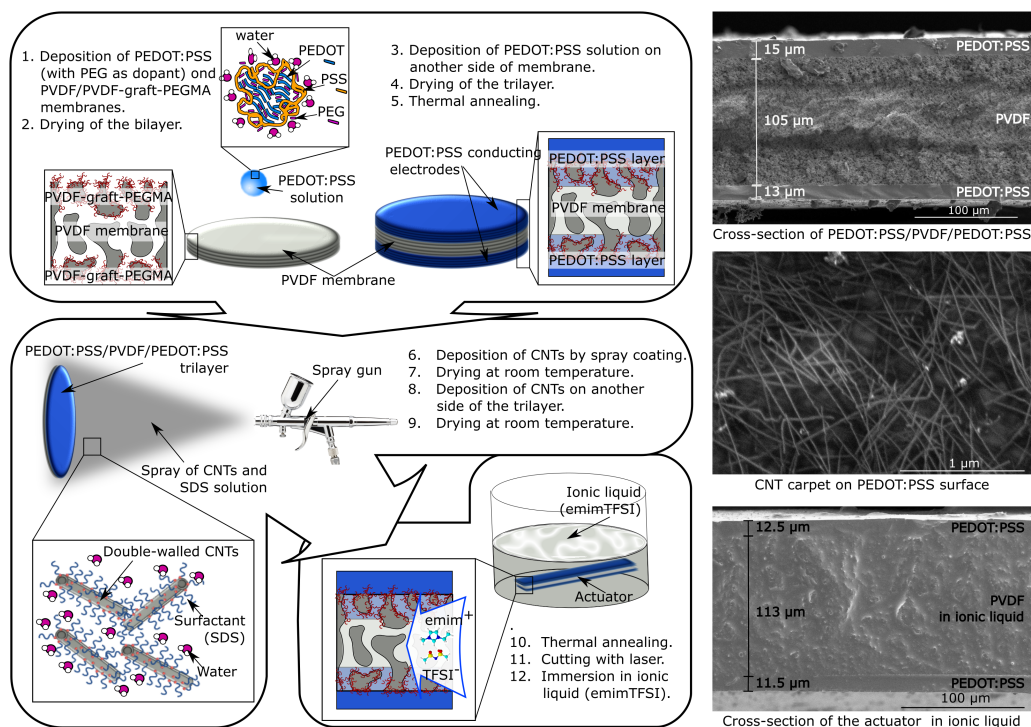 1. Deposition of PEDOT:PSS
(with PEG as dopant) ond
PVDF/PVDF-graft-PEGMA
membranes.
2. Drying of the bilayer.
water
PEDOT
PSS
PEG
PEDOT:PSS
solution
3. Deposition of PEDOT:PSS solution on
another side of membrane.
4. Drying of the trilayer.
5. Thermal annealing.
PEDOT:PSS conducting
electrodes
PVDF-graft-PEGMA
PVDF membrane
PVDF-graft-PEGMA
PVDF membrane
PEDOT:PSS layer
PVDF membrane
PEDOT:PSS layer
PEDOT:PSS/PVDF/PEDOT:PSS
trilayer
Spray gun
Spray of CNTs and
SDS solution
6. Deposition of CNTs by spray coating.
7. Drying at room temperature.
8. Deposition of CNTs on another
side of the trilayer.
9. Drying at room temperature.
Double-walled CNTs
Surfactant
(SDS)
Water
Ionic liquid
(emimTFSI)
Actuator
emim+
TFSI-
.
10. Thermal annealing.
11. Cutting with laser.
12. Immersion in ionic
liquid (emimTFSI).
15 µm
PEDOT:PSS
105 µm
PVDF
13 µm
PEDOT:PSS
100 µm
Cross-section of PEDOT:PSS/PVDF/PEDOT:PSS
1 µm
CNT carpet on PEDOT:PSS surface
12.5 µm
PEDOT:PSS
113 µm
PVDF
in ionic liquid
11.5 µm
PEDOT:PSS
100 µm
Cross-section of the actuator in ionic liquid